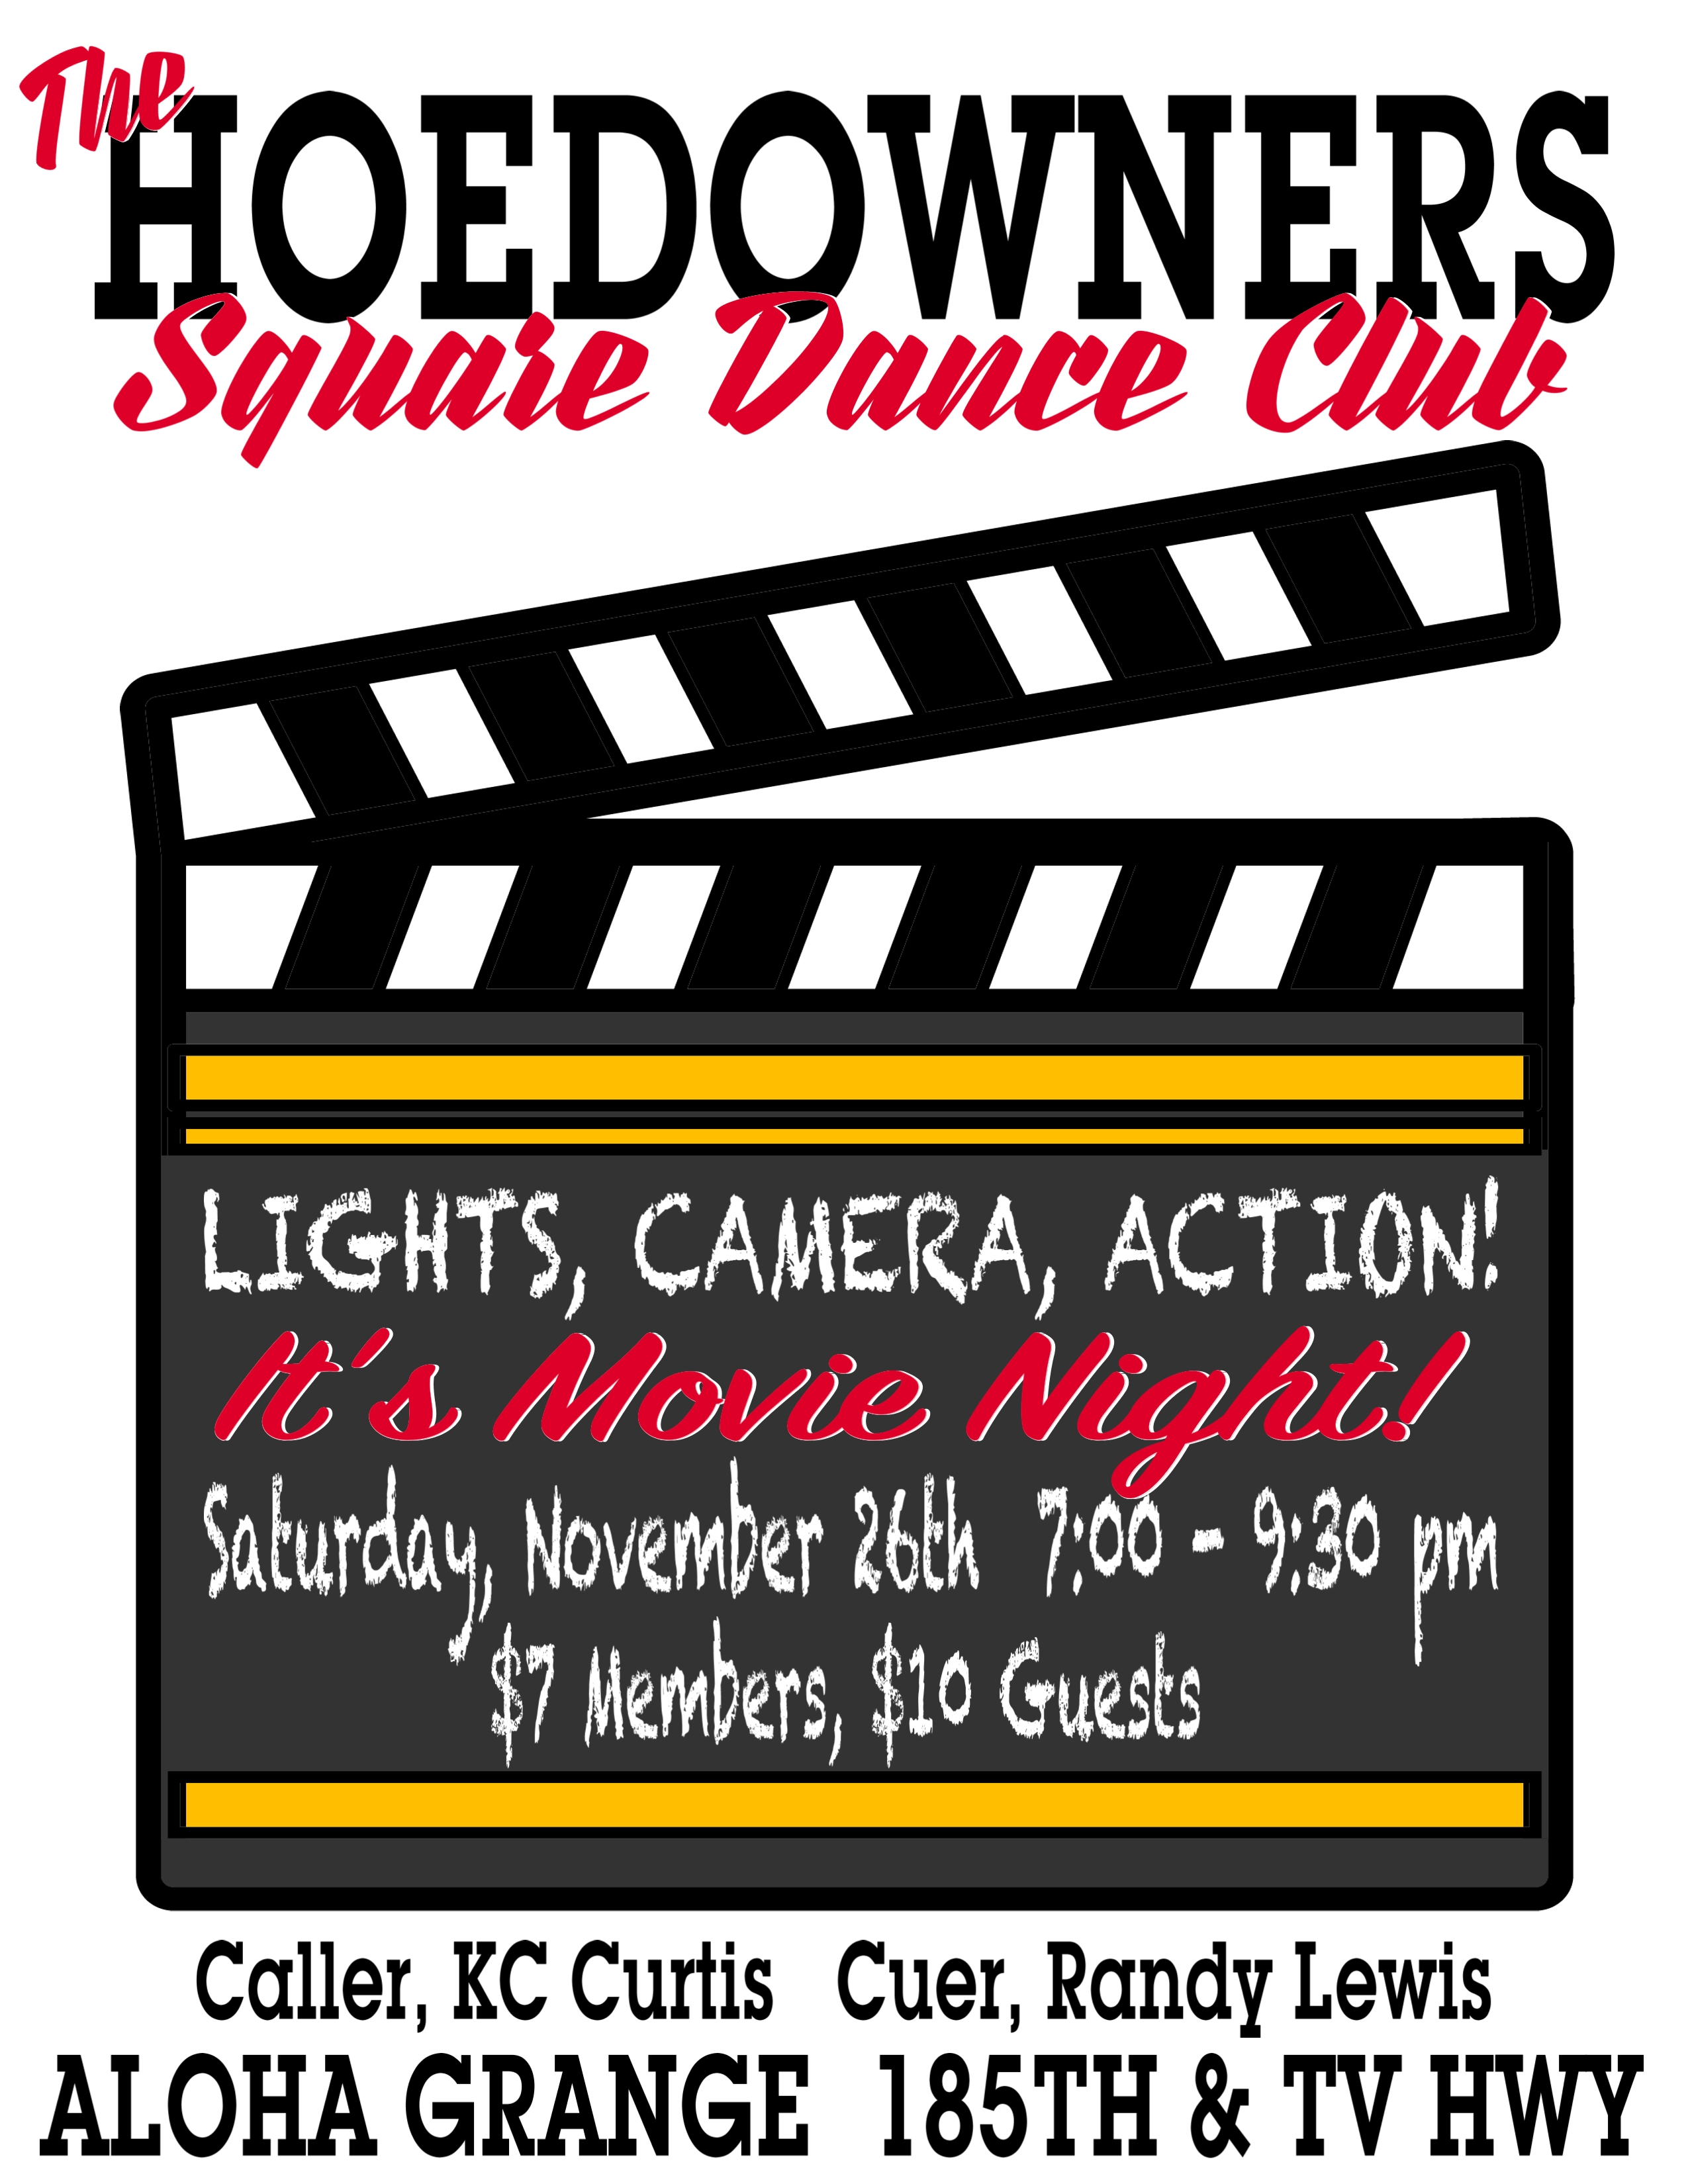 The
HOEDOWNERS
Square Dance Club
LIGHTS, CAMERA, ACTION!
It's Movie Night!
Saturday, November 26th 7:00 - 9:30 pm
$7 Members, $10 Guests
Caller, KC Curtis Cuer, Randy Lewis
ALOHA GRANGE 185TH & TV HWY